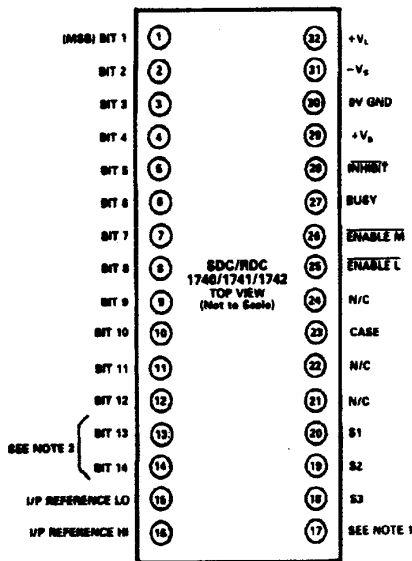 (MSB) BIT 1 1 32 +VL
BIT 2 2 31 -VS
BIT 3 3 30 0V GND
BIT 4 4 29 +VS
BIT 5 5 28 INHIBIT
BIT 6 6 27 BUSY
BIT 7 7 26 ENABLE M
BIT 8 8 25 ENABLE L
SDC/RDC
1740/1741/1742
TOP VIEW
(Not to Scale)
BIT 9 9 24 N/C
BIT 10 10 23 CASE
BIT 11 11 22 N/C
BIT 12 12 21 N/C
BIT 13 13 20 S1
SEE NOTE 2
BIT 14 14 19 S2
I/P REFERENCE LO 15 18 S3
I/P REFERENCE HI 16 17 SEE NOTE 1